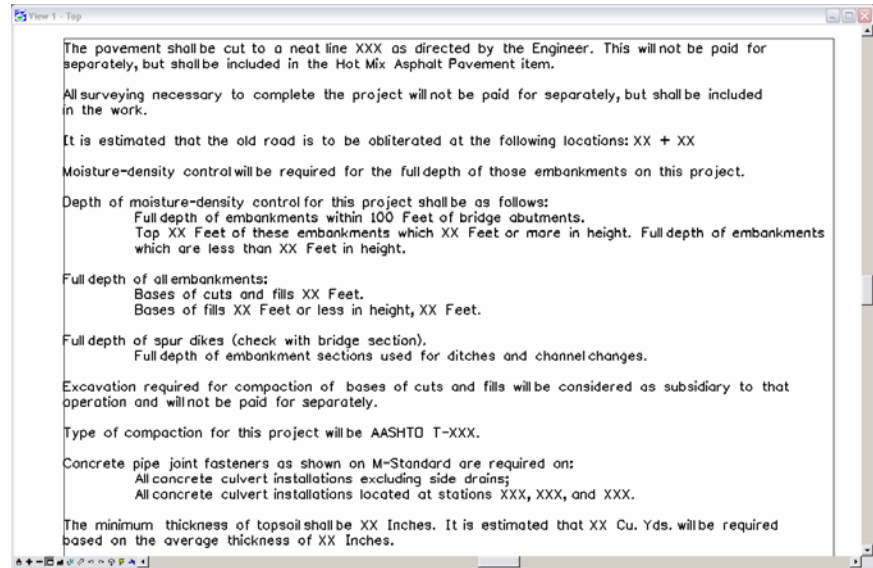 View 1 - Top
The pavement shall be cut to a neat line XXX as directed by the Engineer. This will not be paid for
separately, but shall be included in the Hot Mix Asphalt Pavement item.
All surveying necessary to complete the project will not be paid for separately, but shall be included
in the work.
It is estimated that the old road is to be obliterated at the following locations: XX + XX
Moisture-density control will be required for the full depth of those embankments on this project.
Depth of moisture-density control for this project shall be as follows:
Full depth of embankments within 100 Feet of bridge abutments.
Top XX Feet of these embankments which XX Feet or more in height. Full depth of embankments
which are less than XX Feet in height.
Full depth of all embankments:
Bases of cuts and fills XX Feet.
Bases of fills XX Feet or less in height, XX Feet.
Full depth of spur dikes (check with bridge section).
Full depth of embankment sections used for ditches and channel changes.
Excavation required for compaction of bases of cuts and fills will be considered as subsidiary to that
operation and will not be paid for separately.
Type of compaction for this project will be AASHTO T-XXX.
Concrete pipe joint fasteners as shown on M-Standard are required on:
All concrete culvert installations excluding side drains;
All concrete culvert installations located at stations XXX, XXX, and XXX.
The minimum thickness of topsoil shall be XX Inches. It is estimated that XX Cu. Yds. will be required
based on the average thickness of XX Inches.